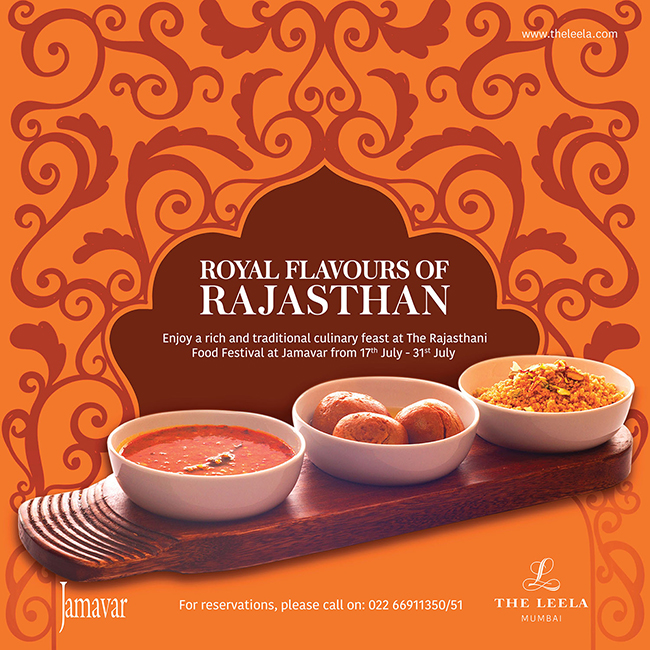 www.theleela.com
ROYAL FLAVOURS OF
RAJASTHAN
Enjoy a rich and traditional culinary feast at The Rajasthani
Food Festival at Jamavar from 17th July - 31st July
Jamavar
For reservations, please call on: 022 66911350/51
L
THE LEELA
MUMBAI